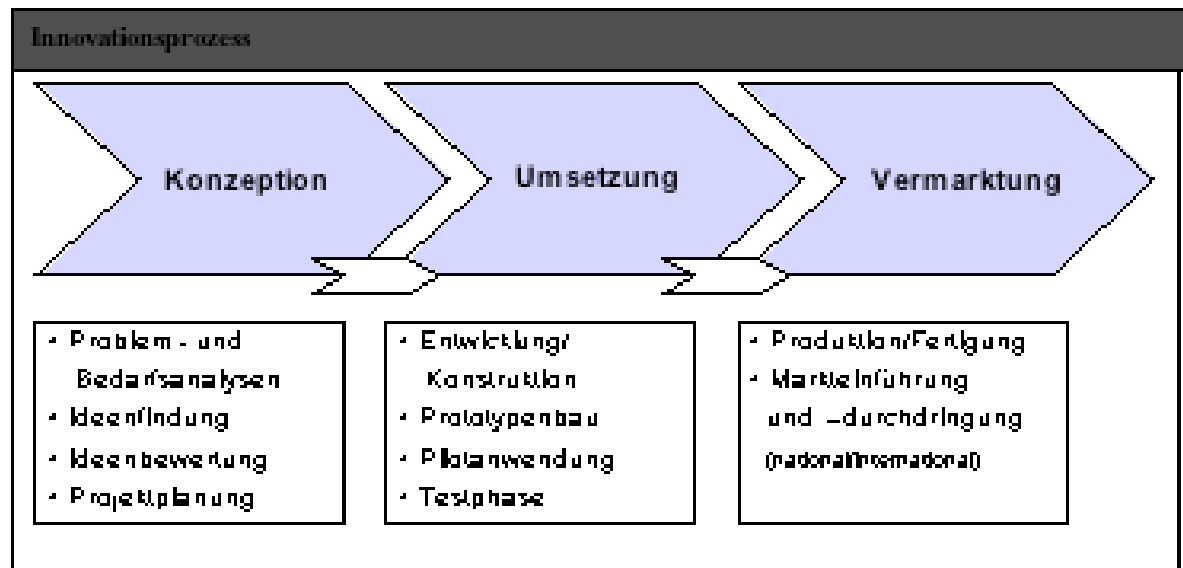 Innovationsprozess
Konzeption
Umsetzung
Vermarktung
- Problem - und
Bedarfsanalysen
- Ideenfindung
- Ideenbewertung
- Projektplanung
- Entwicklung/
Konstruktion
- Prototypenbau
- Pilotanwendung
- Testphase
- Produktion/Fertigung
- Markteinführung
und –durchdringung
(national/international)